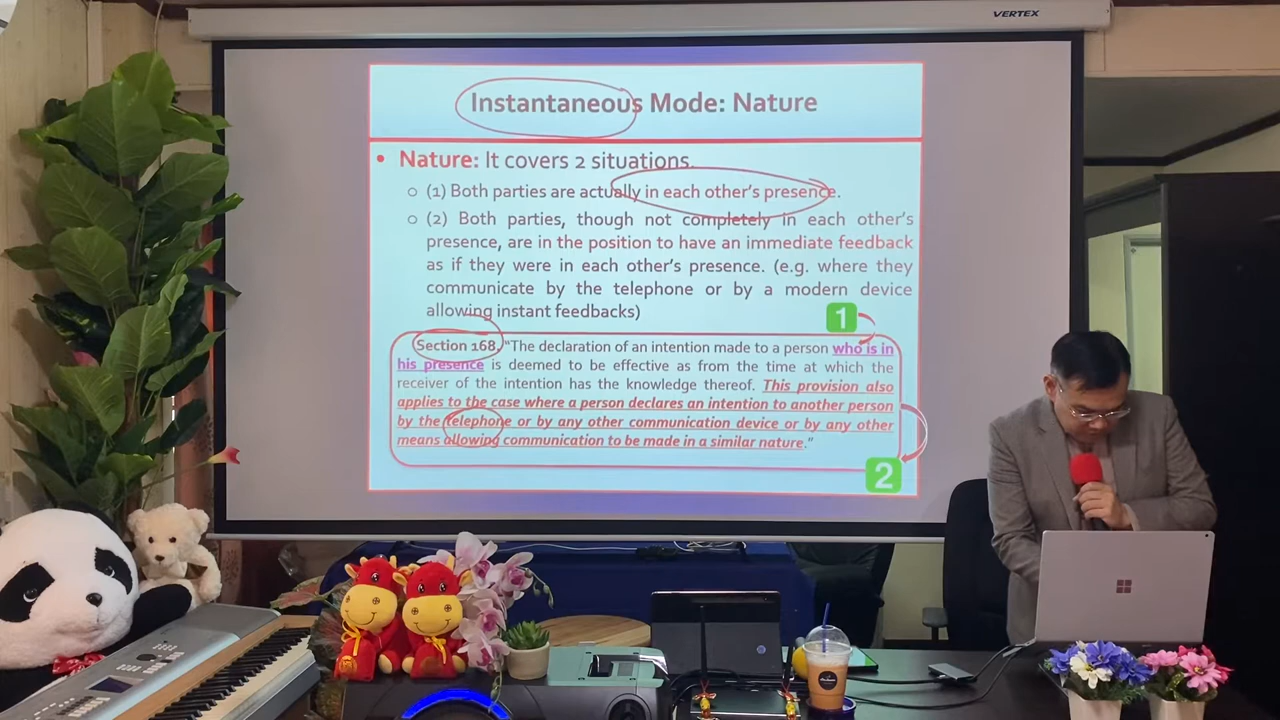 VERTEX
Instantaneous Mode: Nature
• Nature: It covers 2 situations.
o (1) Both parties are actually in each other's presence.
o (2) Both parties, though not completely in each other's
presence, are in the position to have an immediate feedback
as if they were in each other's presence. (e.g. where they
communicate by the telephone or by a modern device
allowing instant feedbacks)
1
Section 168. "The declaration of an intention made to a person who is in
his presence is deemed to be effective as from the time at which the
receiver of the intention has the knowledge thereof. This provision also
applies to the case where a person declares an intention to another person
by the telephone or by any other communication device or by any other
means allowing communication to be made in a similar nature."
2